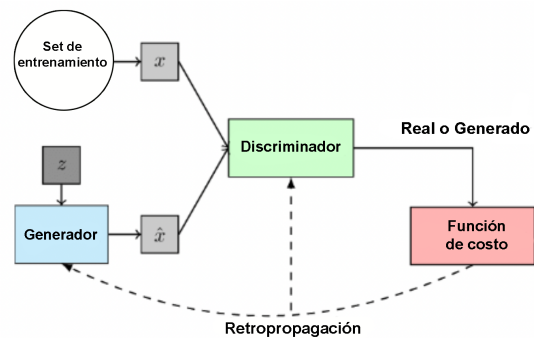 Set de
entrenamiento
x
Real o Generado
Discriminador
z
Generador
x̂
Función
de costo
Retropropagación